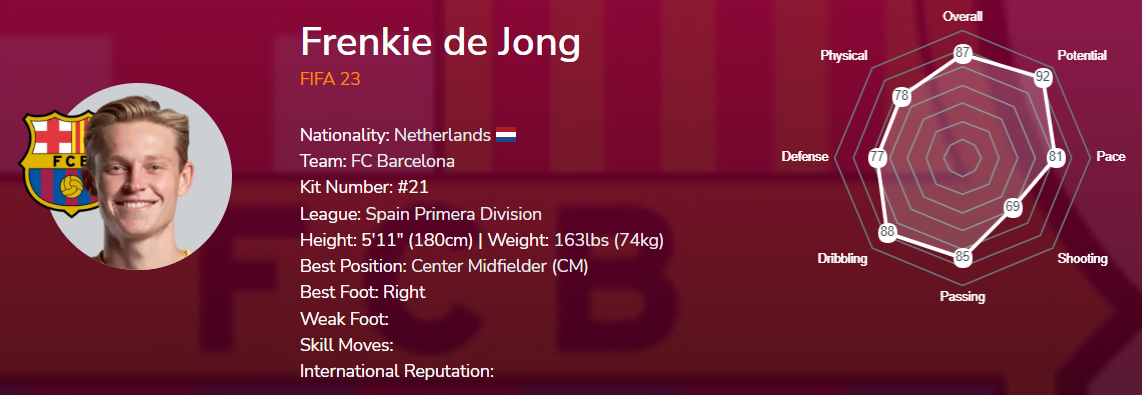 Frenkie de Jong
FIFA 23
Nationality: Netherlands
Team: FC Barcelona
Kit Number: #21
League: Spain Primera Division
Height: 5'11" (180cm) | Weight: 163lbs (74kg)
Best Position: Center Midfielder (CM)
Best Foot: Right
Weak Foot:
Skill Moves:
International Reputation:
FCB
FCB
Overall
87
Potential
92
Pace
81
Shooting
69
Passing
85
Dribbling
88
Defense
77
Physical
78